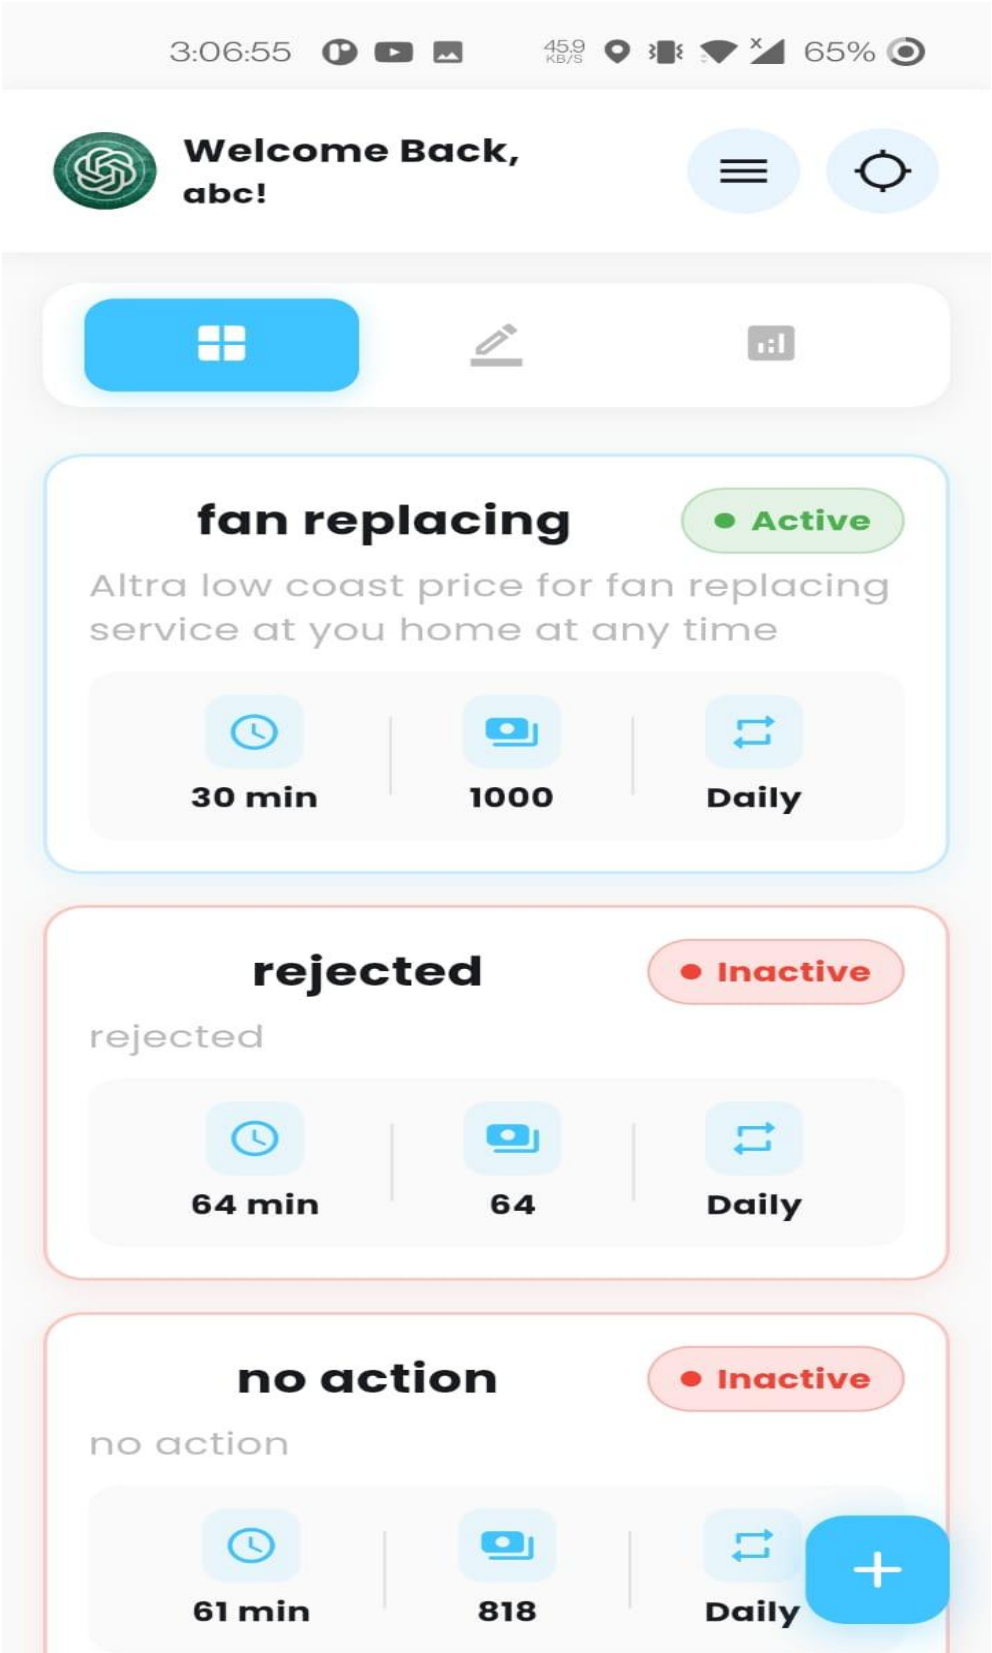 3:06:55 45.9 KB/S x 65%
Welcome Back,
abc!
fan replacing
Active
Altra low coast price for fan replacing
service at you home at any time
30 min 1000 Daily
rejected
Inactive
rejected
64 min 64 Daily
no action
Inactive
no action
61 min 818 Daily